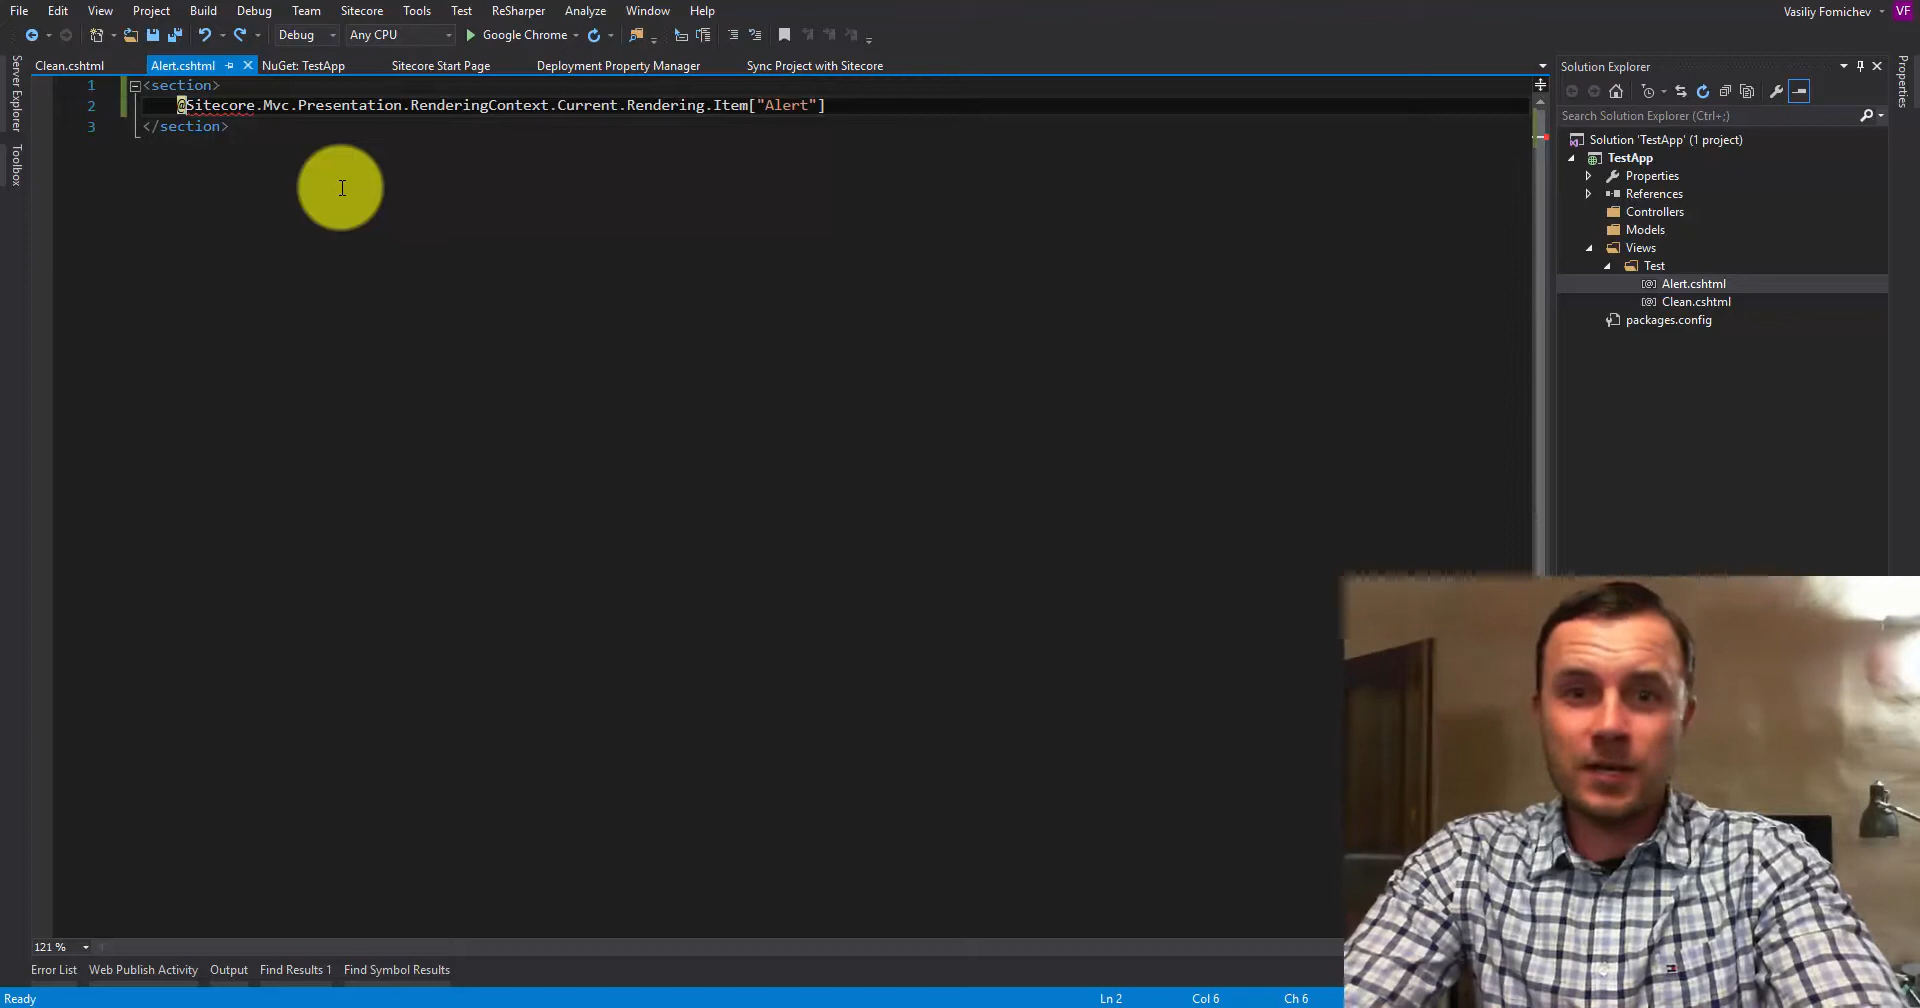 File Edit View Project Build Debug Team Sitecore Tools Test ReSharper Analyze Window Help
Vasiliy Fomichev VF
Debug Any CPU Google Chrome
Clean.cshtml Alert.cshtml NuGet: TestApp Sitecore Start Page Deployment Property Manager Sync Project with Sitecore
Server Explorer
Toolbox
1 <section>
2 @Sitecore.Mvc.Presentation.RenderingContext.Current.Rendering.Item["Alert"]
3 </section>
Solution Explorer
Search Solution Explorer (Ctrl+;)
Solution 'TestApp' (1 project)
TestApp
Properties
References
Controllers
Models
Views
Test
Alert.cshtml
Clean.cshtml
packages.config
Properties
121 %
Error List Web Publish Activity Output Find Results 1 Find Symbol Results
Ready Ln 2 Col 6 Ch 6